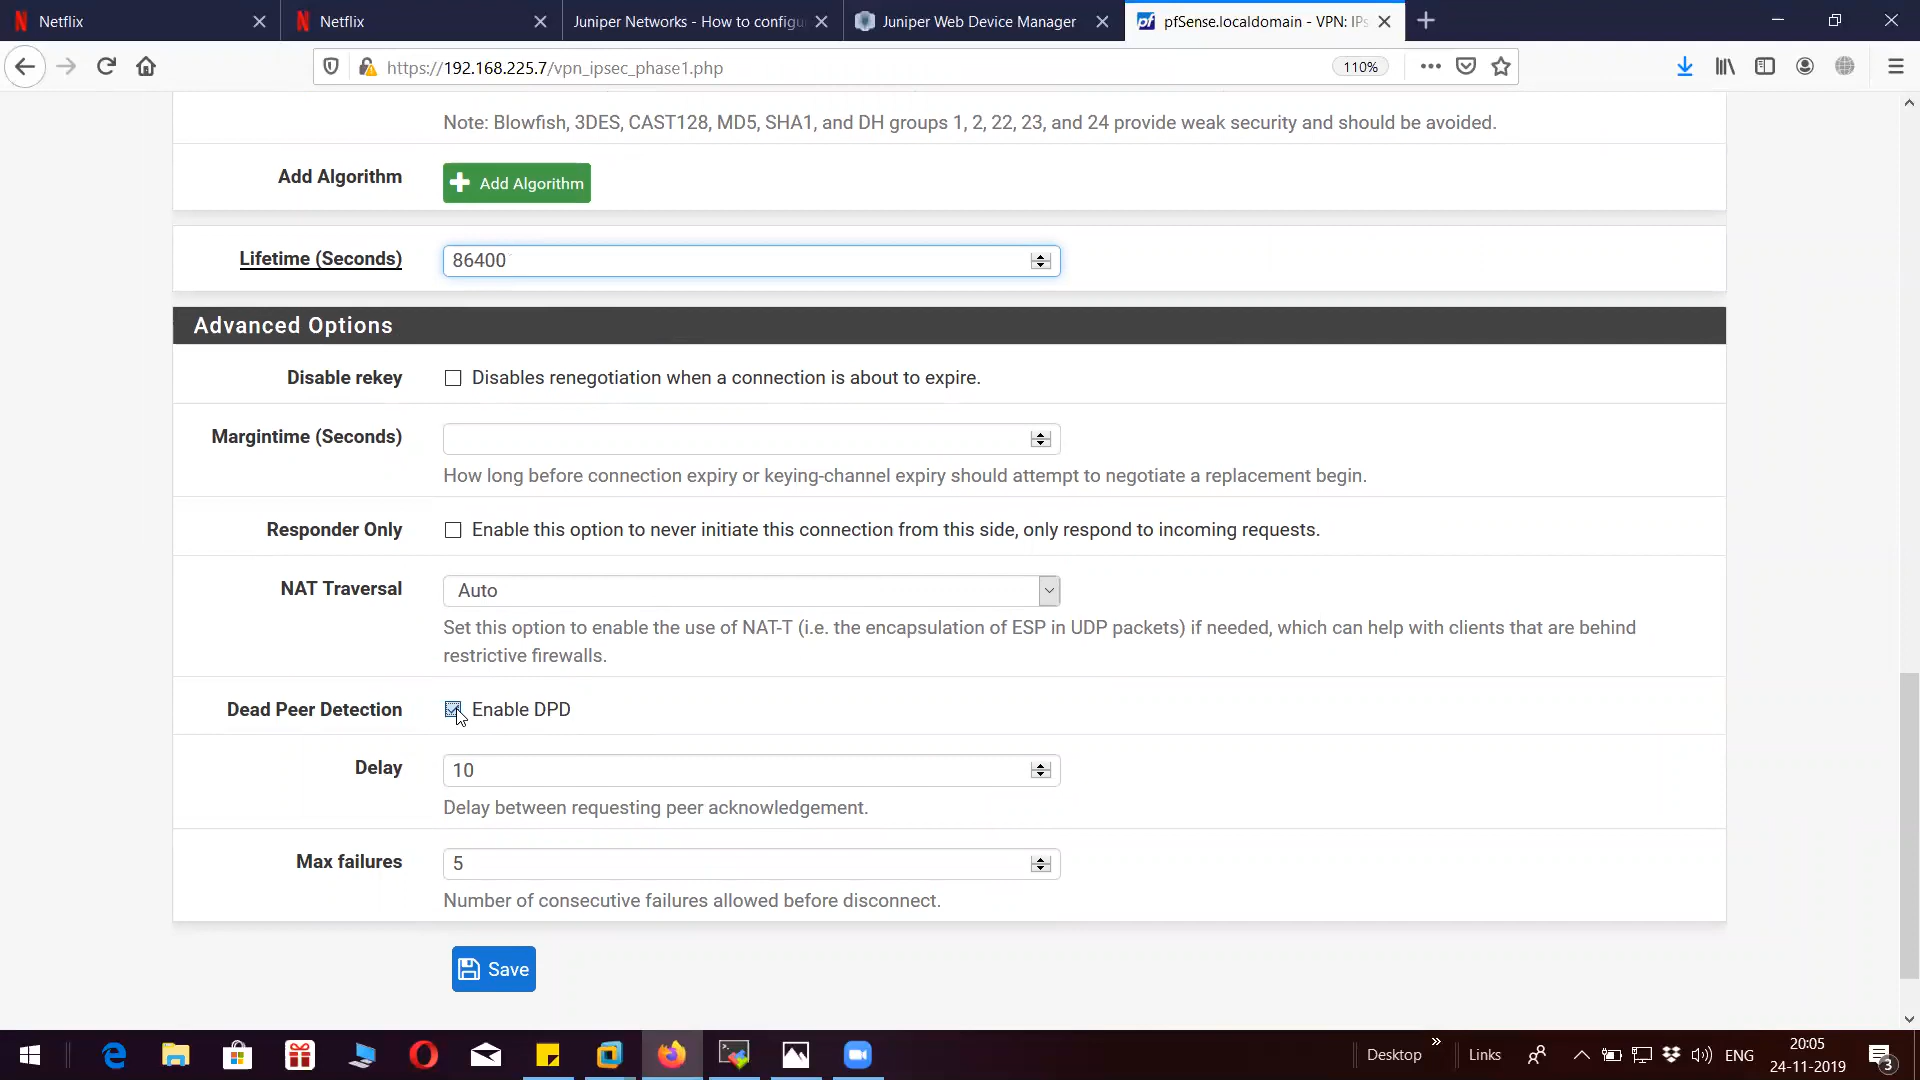 Netflix
Netflix
Juniper Networks - How to configu
Juniper Web Device Manager
pfSense.localdomain - VPN: IPs
https://192.168.225.7/vpn_ipsec_phase1.php
110%
Note: Blowfish, 3DES, CAST128, MD5, SHA1, and DH groups 1, 2, 22, 23, and 24 provide weak security and should be avoided.
Add Algorithm
Add Algorithm
Lifetime (Seconds)
86400
Advanced Options
Disable rekey
Disables renegotiation when a connection is about to expire.
Margintime (Seconds)
How long before connection expiry or keying-channel expiry should attempt to negotiate a replacement begin.
Responder Only
Enable this option to never initiate this connection from this side, only respond to incoming requests.
NAT Traversal
Auto
Set this option to enable the use of NAT-T (i.e. the encapsulation of ESP in UDP packets) if needed, which can help with clients that are behind
restrictive firewalls.
Dead Peer Detection
Enable DPD
Delay
10
Delay between requesting peer acknowledgement.
Max failures
5
Number of consecutive failures allowed before disconnect.
Save
Desktop
Links
ENG
20:05
24-11-2019
3